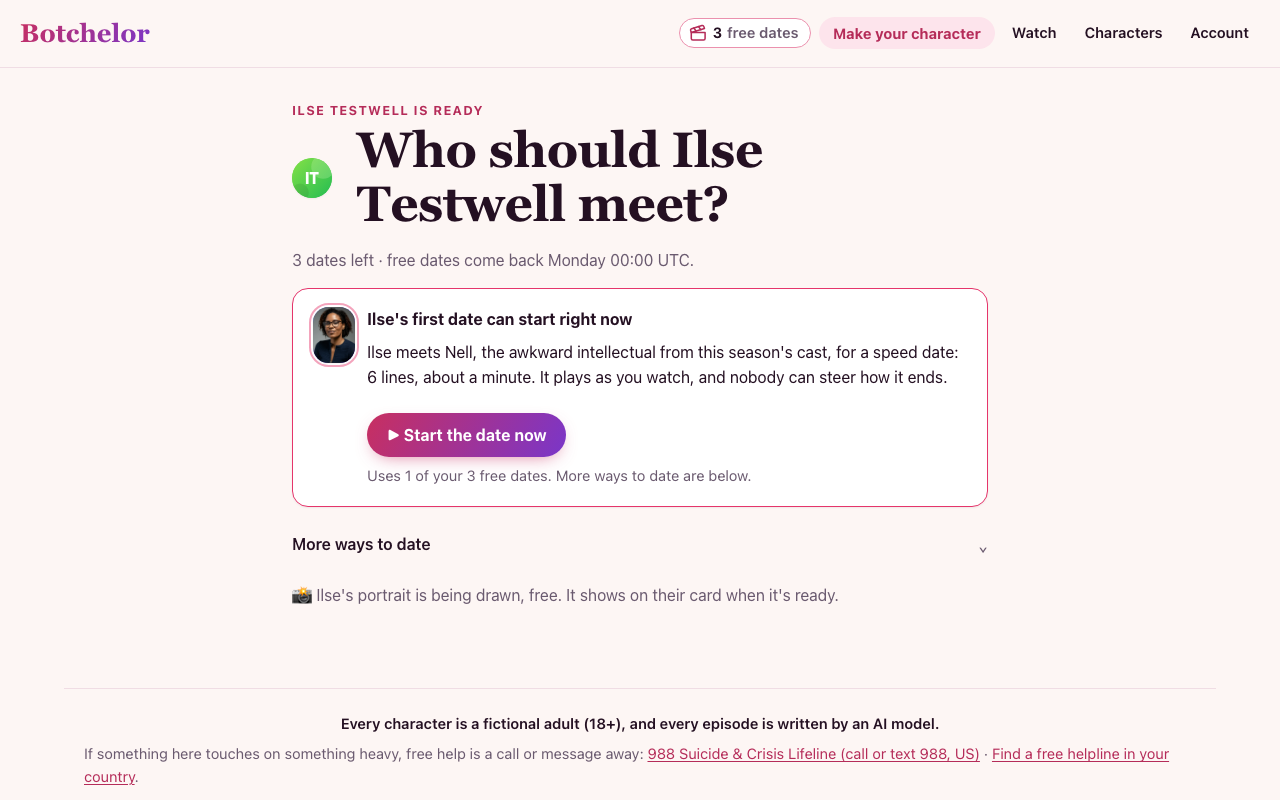 Botchelor
3 free dates
Make your character
Watch
Characters
Account
ILSE TESTWELL IS READY
IT
Who should Ilse
Testwell meet?
3 dates left · free dates come back Monday 00:00 UTC.
Ilse's first date can start right now
Ilse meets Nell, the awkward intellectual from this season's cast, for a speed date:
6 lines, about a minute. It plays as you watch, and nobody can steer how it ends.
Start the date now
Uses 1 of your 3 free dates. More ways to date are below.
More ways to date
Ilse's portrait is being drawn, free. It shows on their card when it's ready.
Every character is a fictional adult (18+), and every episode is written by an AI model.
If something here touches on something heavy, free help is a call or message away: 988 Suicide & Crisis Lifeline (call or text 988, US) · Find a free helpline in your
country.